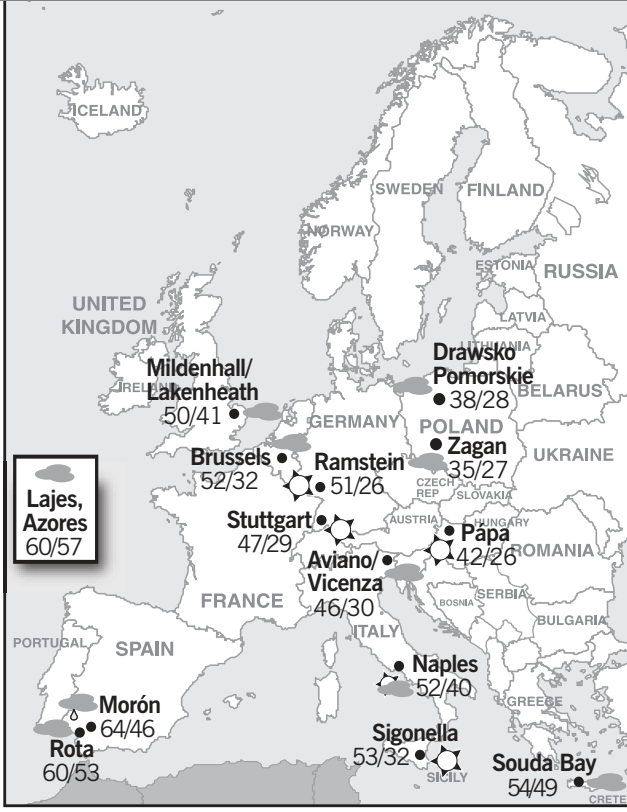 ICELAND
SWEDEN
FINLAND
NORWAY
ESTONIA
RUSSIA
LATVIA
UNITED
KINGDOM
LITHUANIA
Drawsko
Pomorskie
38/28
BELARUS
Mildenhall/
Lakenheath
50/41
IRELAND
GERMANY
POLAND
Zagan
35/27
UKRAINE
Brussels
52/32
Ramstein
51/26
CZECH
REP
SLOVAKIA
Lajes,
Azores
60/57
Stuttgart
47/29
AUSTRIA
HUNGARY
Pápa
42/26
ROMANIA
Aviano/
Vicenza
46/30
FRANCE
BOSNIA
SERBIA
BULGARIA
ITALY
PORTUGAL
SPAIN
Naples
52/40
GREECE
Morón
64/46
Rota
60/53
Sigonella
53/32
SICILY
Souda Bay
54/49
CRETE